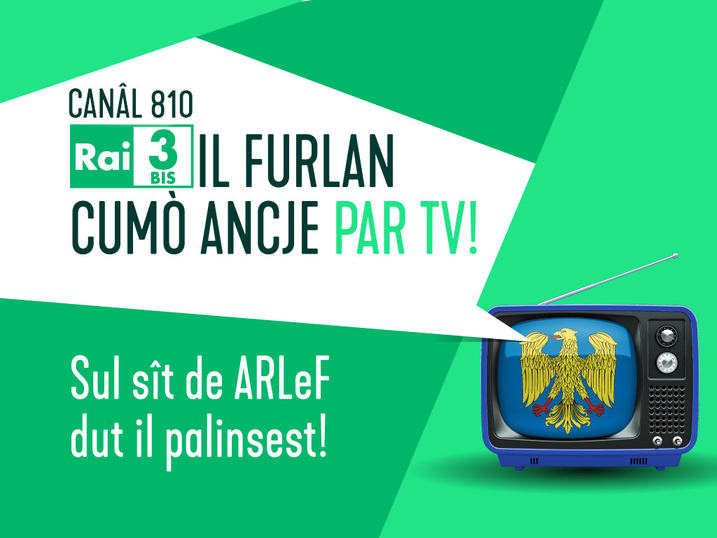 CANÂL 810
Rai 3 BIS IL FURLAN
CUMÒ ANCJE PAR TV!
Sul sît de ARLeF
dut il palinsest!